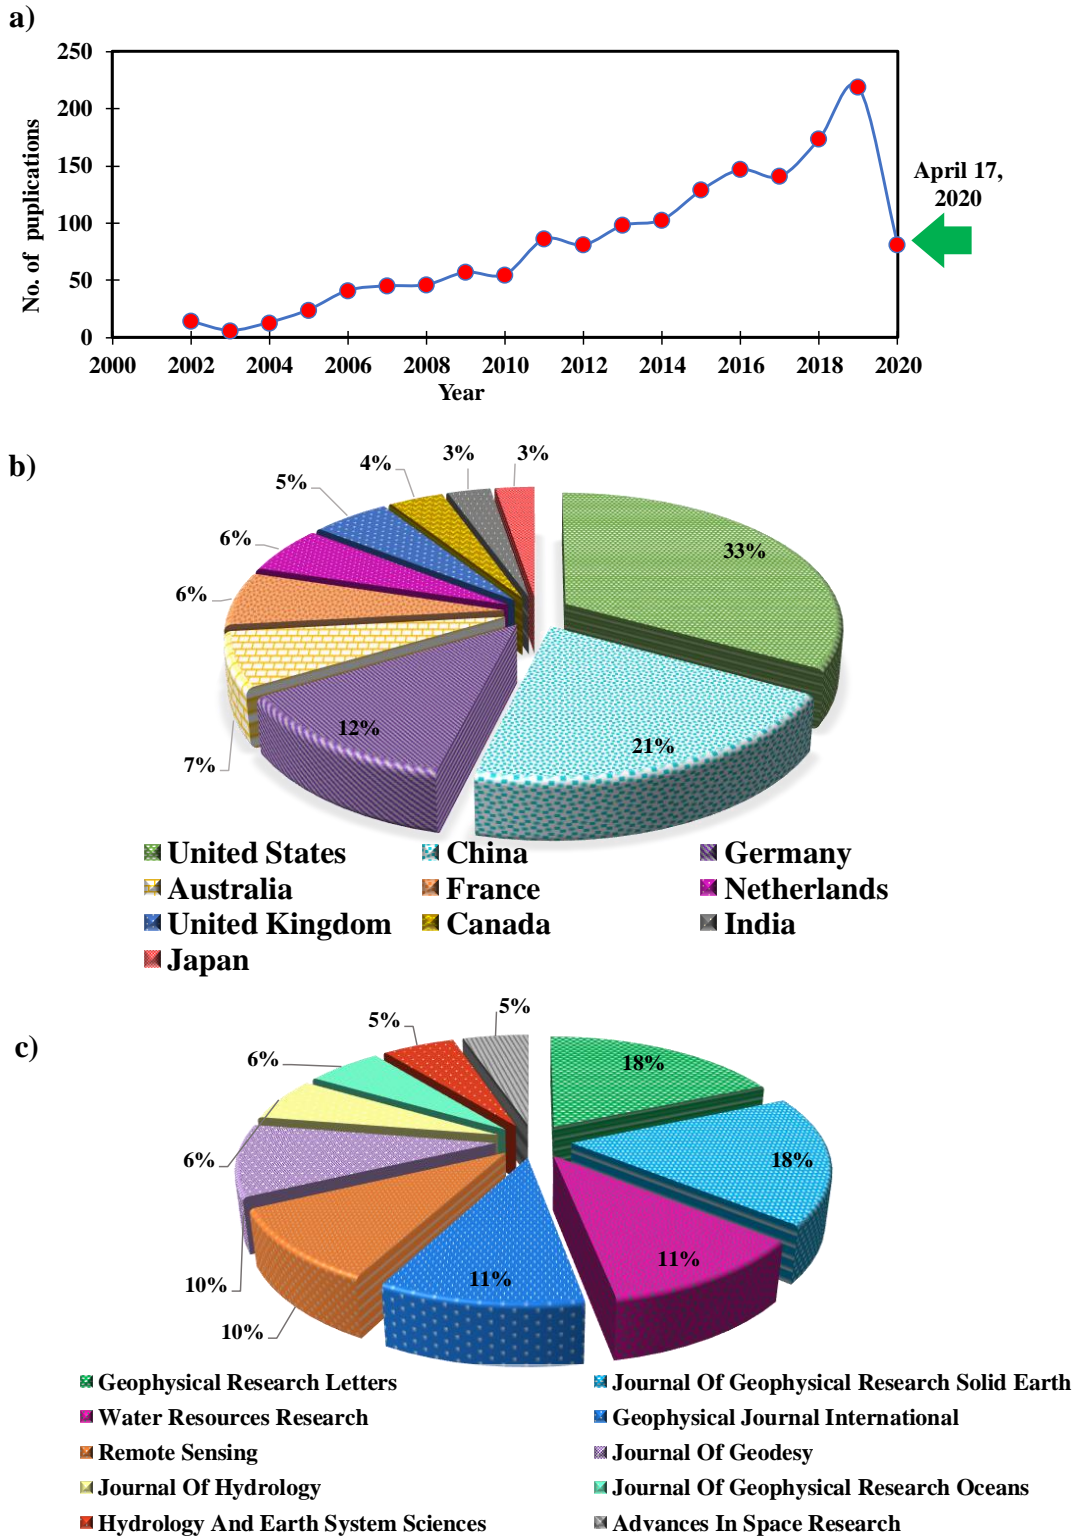 a)
250
200
150
100
50
0
No. of puplications
2000 2002 2004 2006 2008 2010 2012 2014 2016 2018 2020
Year
April 17,
2020
b)
33%
21%
12%
7%
6%
6%
5%
4%
3%
3%
United States China Germany
Australia France Netherlands
United Kingdom Canada India
Japan
c)
18%
18%
11%
11%
10%
10%
6%
6%
5%
5%
Geophysical Research Letters Journal Of Geophysical Research Solid Earth
Water Resources Research Geophysical Journal International
Remote Sensing Journal Of Geodesy
Journal Of Hydrology Journal Of Geophysical Research Oceans
Hydrology And Earth System Sciences Advances In Space Research